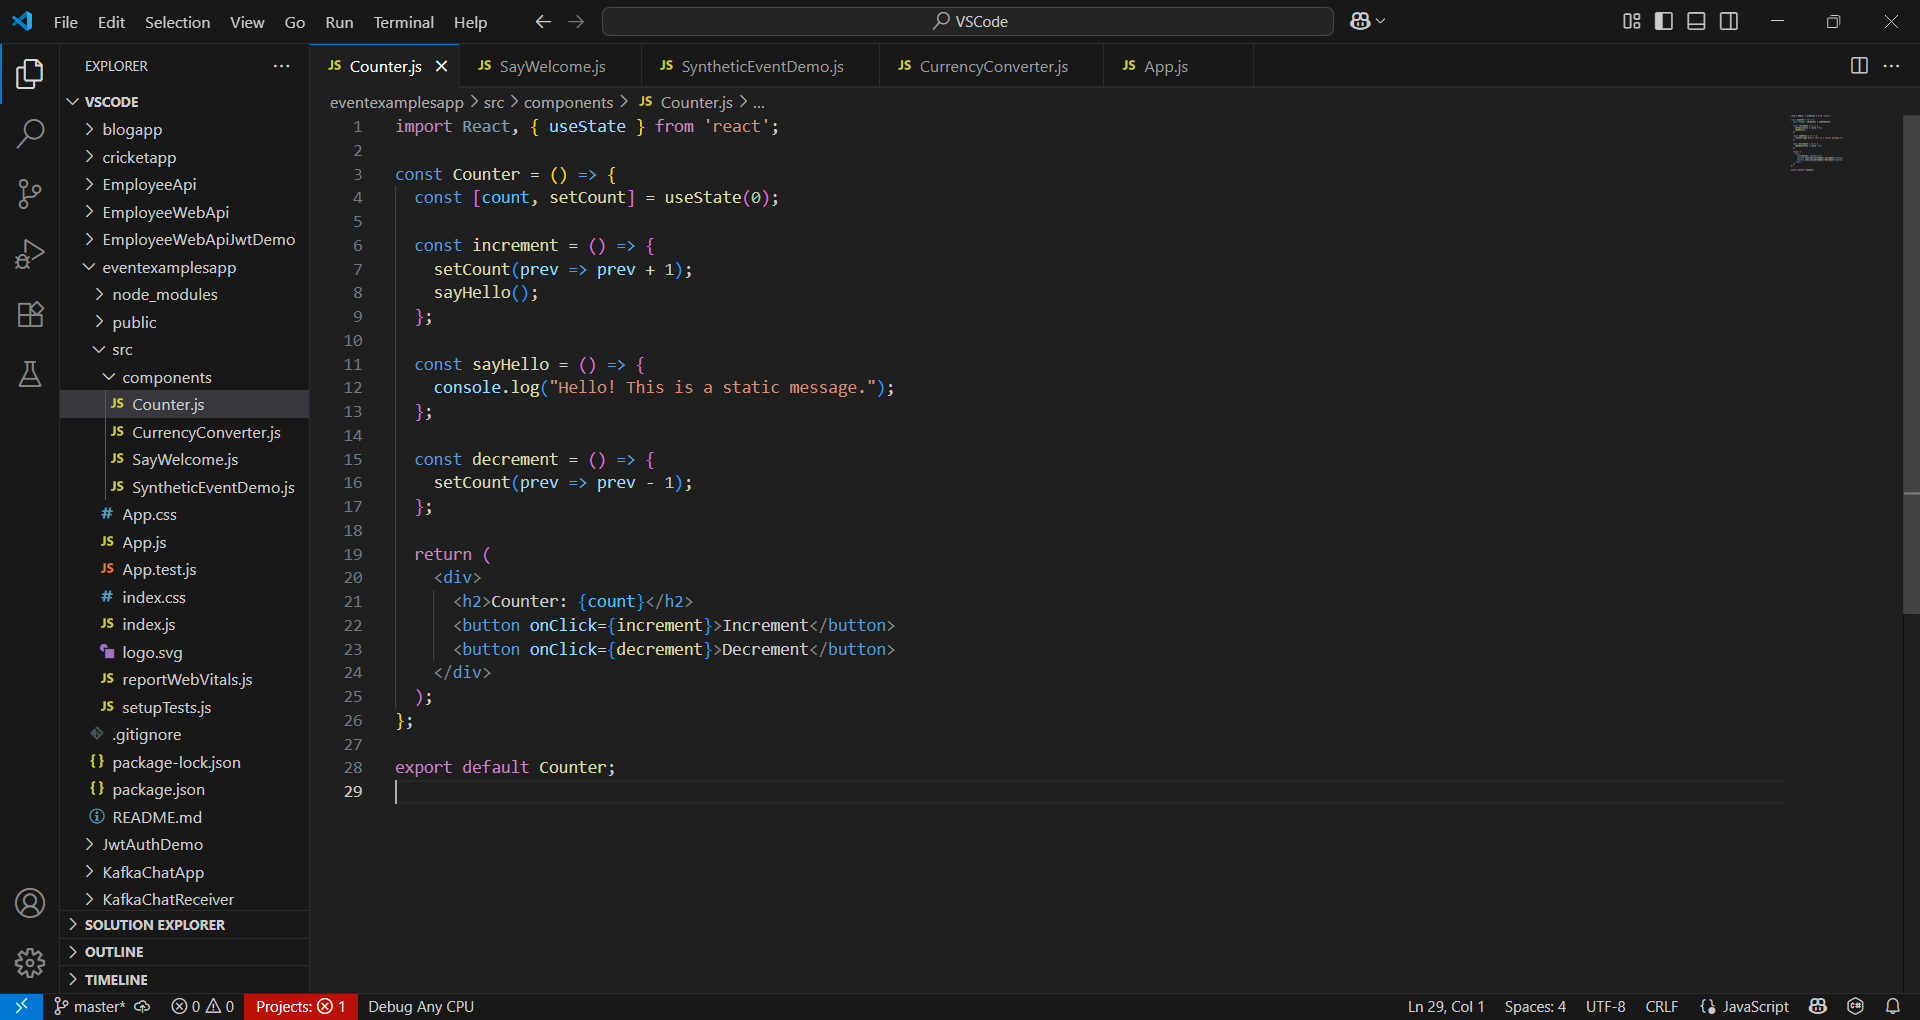 File Edit Selection View Go Run Terminal Help
VSCode
EXPLORER
VSCODE
blogapp
cricketapp
EmployeeApi
EmployeeWebApi
EmployeeWebApiJwtDemo
eventexamplesapp
node_modules
public
src
components
JS Counter.js
JS CurrencyConverter.js
JS SayWelcome.js
JS SyntheticEventDemo.js
# App.css
JS App.js
JS App.test.js
# index.css
JS index.js
logo.svg
JS reportWebVitals.js
JS setupTests.js
.gitignore
{} package-lock.json
{} package.json
README.md
JwtAuthDemo
KafkaChatApp
KafkaChatReceiver
SOLUTION EXPLORER
OUTLINE
TIMELINE
JS Counter.js JS SayWelcome.js JS SyntheticEventDemo.js JS CurrencyConverter.js JS App.js
eventexamplesapp > src > components > JS Counter.js > ...
1 import React, { useState } from 'react';
2
3 const Counter = () => {
4 const [count, setCount] = useState(0);
5
6 const increment = () => {
7 setCount(prev => prev + 1);
8 sayHello();
9 };
10
11 const sayHello = () => {
12 console.log("Hello! This is a static message.");
13 };
14
15 const decrement = () => {
16 setCount(prev => prev - 1);
17 };
18
19 return (
20 <div>
21 <h2>Counter: {count}</h2>
22 <button onClick={increment}>Increment</button>
23 <button onClick={decrement}>Decrement</button>
24 </div>
25 );
26 };
27
28 export default Counter;
29
master* 0 0 Projects: 1 Debug Any CPU Ln 29, Col 1 Spaces: 4 UTF-8 CRLF {} JavaScript